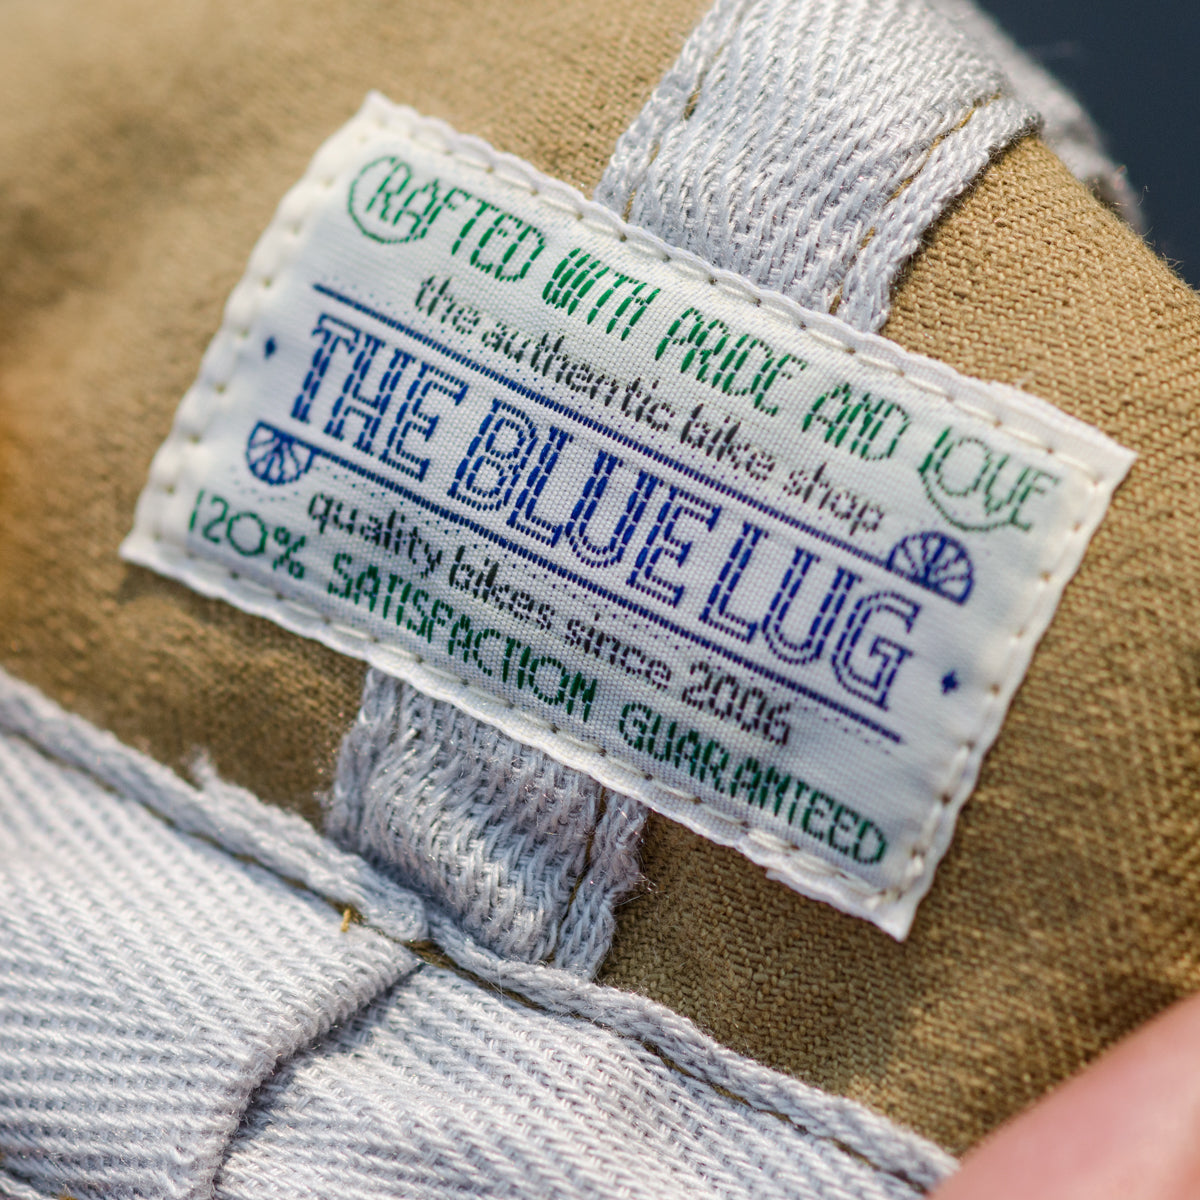 CRAFTED WITH PRIDE AND LOVE
the authentic bike shop
THE BLUE LUG
quality bikes since 2006
120% SATISFACTION GUARANTEED